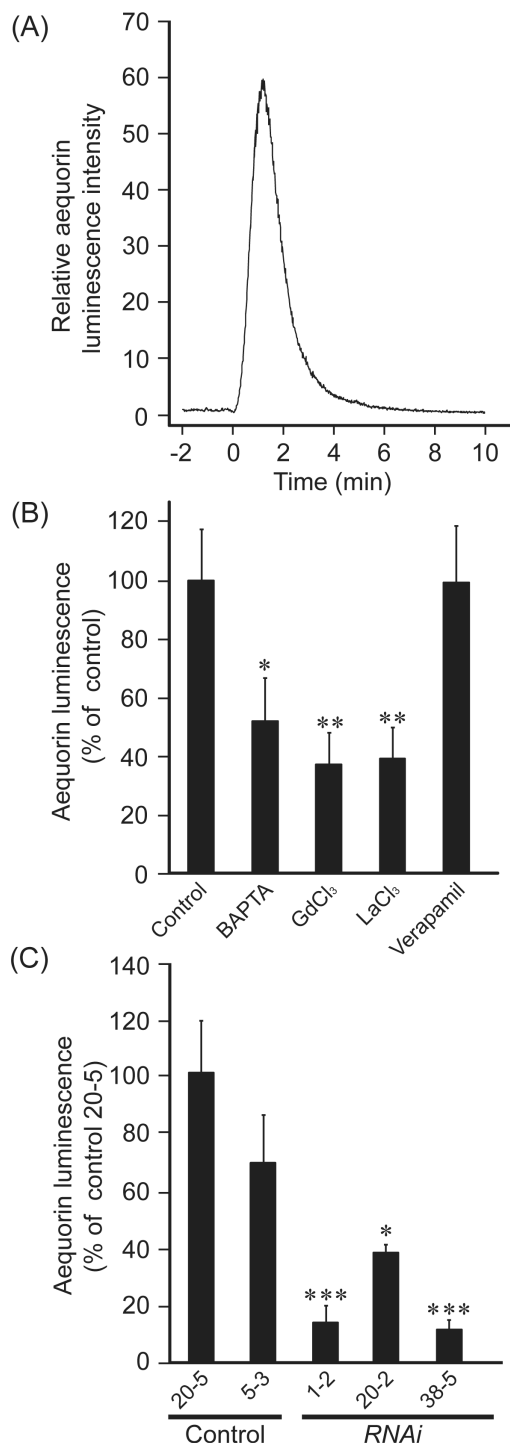 (A)
Relative aequorin
luminescence intensity
70
60
50
40
30
20
10
0
-2 0 2 4 6 8 10
Time (min)
(B)
Aequorin luminescence
(% of control)
120
100
80
60
40
20
0
*
**
**
Control BAPTA GdCl₃ LaCl₃ Verapamil
(C)
Aequorin luminescence
(% of control 20-5)
140
120
100
80
60
40
20
0
***
*
***
20-5 5-3 1-2 20-2 38-5
Control RNAi